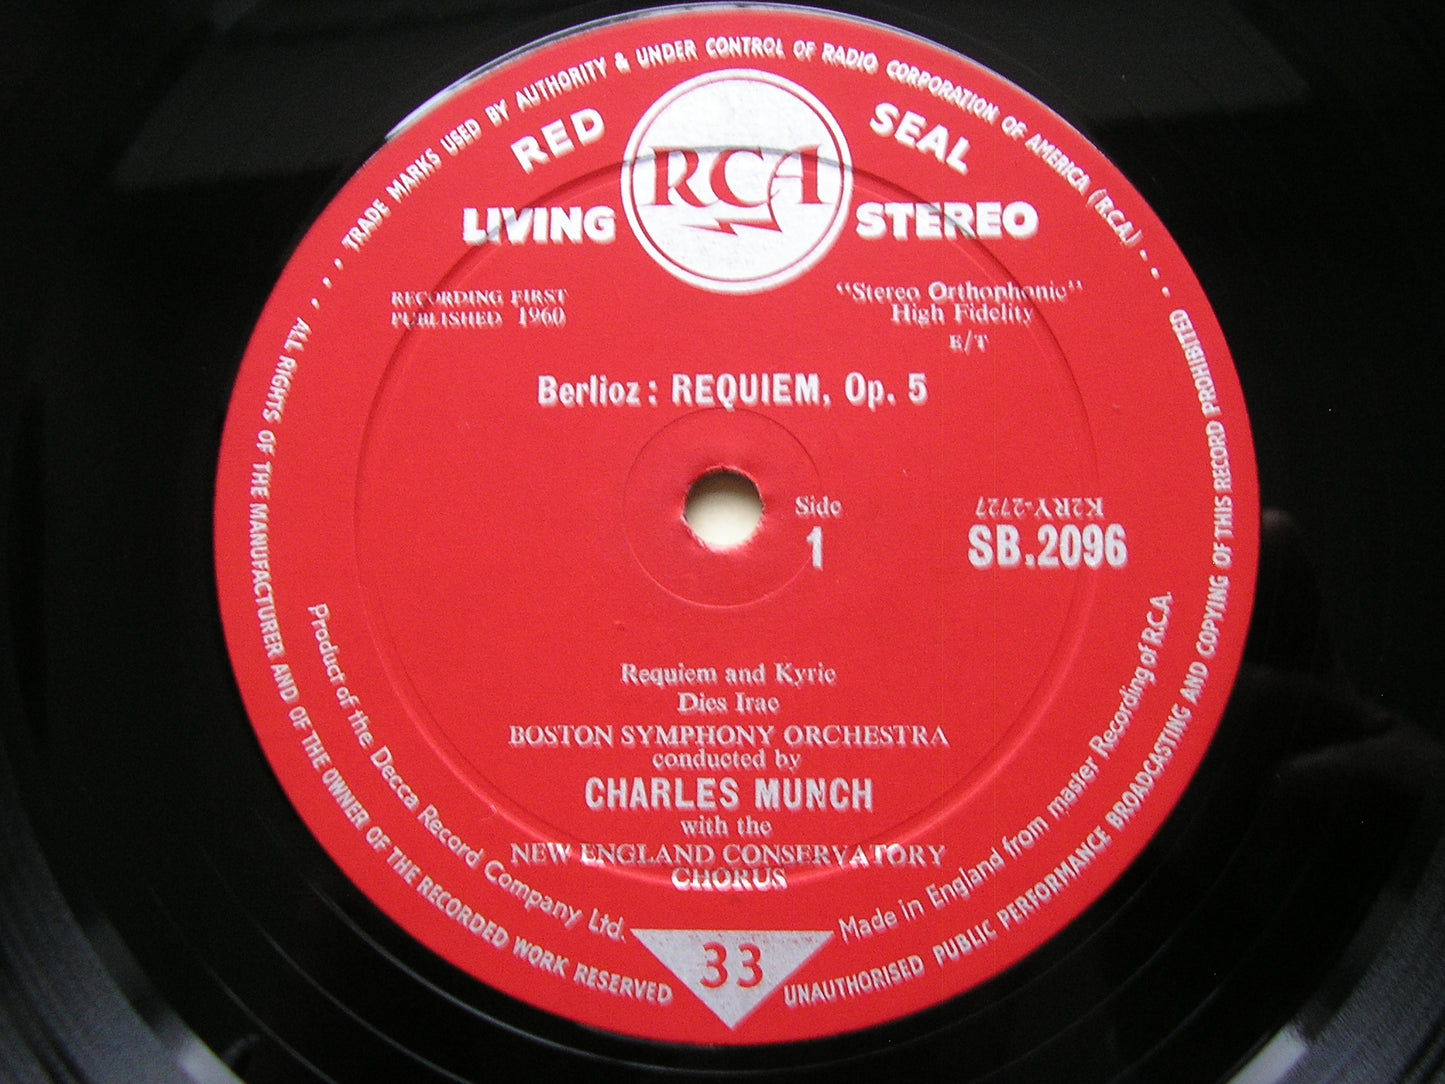 TRADE MARKS USED BY AUTHORITY & UNDER CONTROL OF RADIO CORPORATION OF AMERICA (RCA)
RED SEAL
RCA
LIVING STEREO
RECORDING FIRST
PUBLISHED 1960
"Stereo Orthophonic"
High Fidelity
E/T
Berlioz: REQUIEM, Op. 5
Side
1
K2RY-2727
SB.2096
Requiem and Kyrie
Dies Irae
BOSTON SYMPHONY ORCHESTRA
conducted by
CHARLES MUNCH
with the
NEW ENGLAND CONSERVATORY
CHORUS
Product of the Decca Record Company Ltd.
Made in England from master Recording of R.C.A.
33
ALL RIGHTS OF THE MANUFACTURER AND OF THE OWNER OF THE RECORDED WORK RESERVED
UNAUTHORISED PUBLIC PERFORMANCE BROADCASTING AND COPYING OF THIS RECORD PROHIBITED